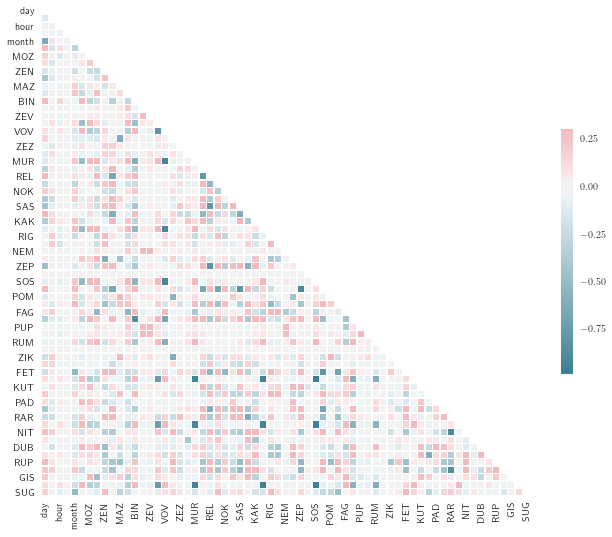 day
hour
month
MOZ
ZEN
MAZ
BIN
ZEV
VOV
ZEZ
MUR
REL
NOK
SAS
KAK
RIG
NEM
ZEP
SOS
POM
FAG
PUP
RUM
ZIK
FET
KUT
PAD
RAR
NIT
DUB
RUP
GIS
SUG
0.25
0.00
−0.25
−0.50
−0.75
day
hour
month
MOZ
ZEN
MAZ
BIN
ZEV
VOV
ZEZ
MUR
REL
NOK
SAS
KAK
RIG
NEM
ZEP
SOS
POM
FAG
PUP
RUM
ZIK
FET
KUT
PAD
RAR
NIT
DUB
RUP
GIS
SUG